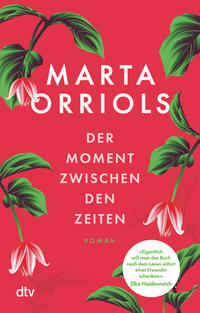 MARTA
ORRIOLS
DER
MOMENT
ZWISCHEN
DEN
ZEITEN
ROMAN
»Eigentlich
will man das Buch
nach dem Lesen sofort
einer Freundin
schenken.«
Elke Heidenreich
dtv